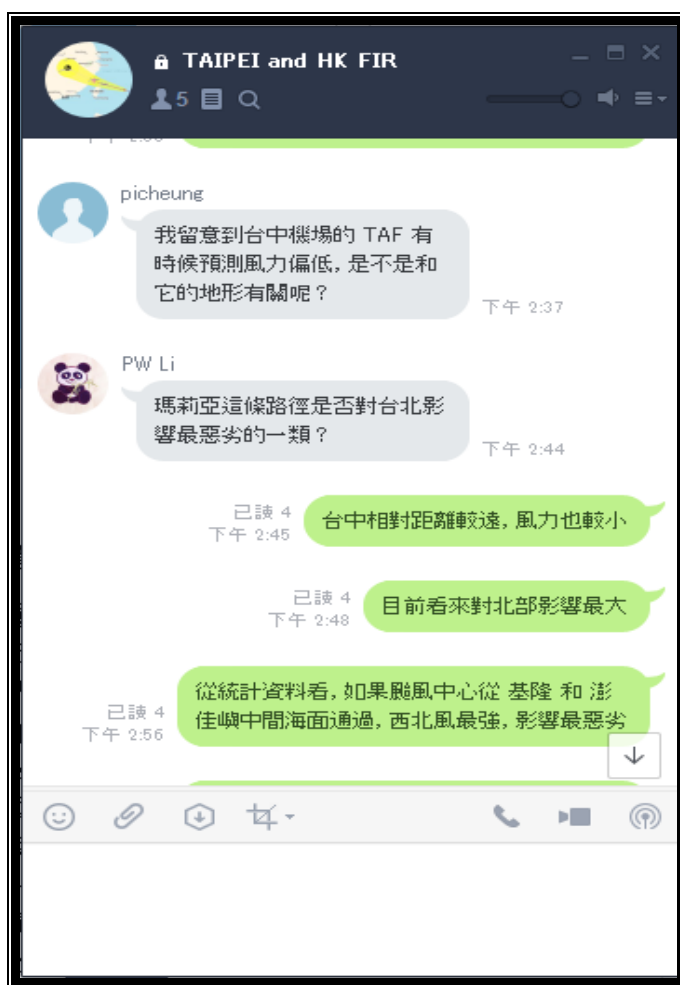 TAIPEI and HK FIR
5
picheung
我留意到台中機場的 TAF 有
時候預測風力偏低, 是不是和
它的地形有關呢？
下午 2:37
PW Li
瑪莉亞這條路徑是否對台北影
響最惡劣的一類？
下午 2:44
已讀 4
下午 2:45
台中相對距離較遠, 風力也較小
已讀 4
下午 2:48
目前看來對北部影響最大
已讀 4
下午 2:56
從統計資料看, 如果颱風中心從 基隆 和 澎
佳嶼中間海面通過, 西北風最強, 影響最惡劣